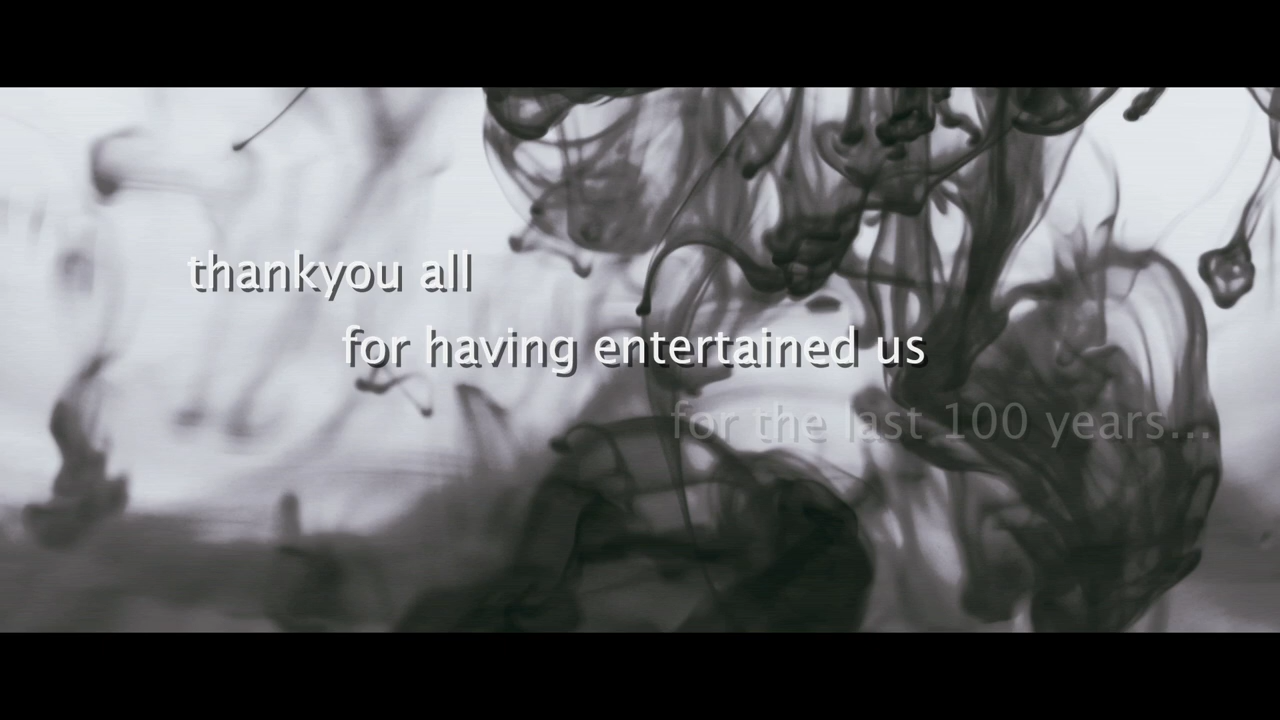 thankyou all
for having entertained us
for the last 100 years...